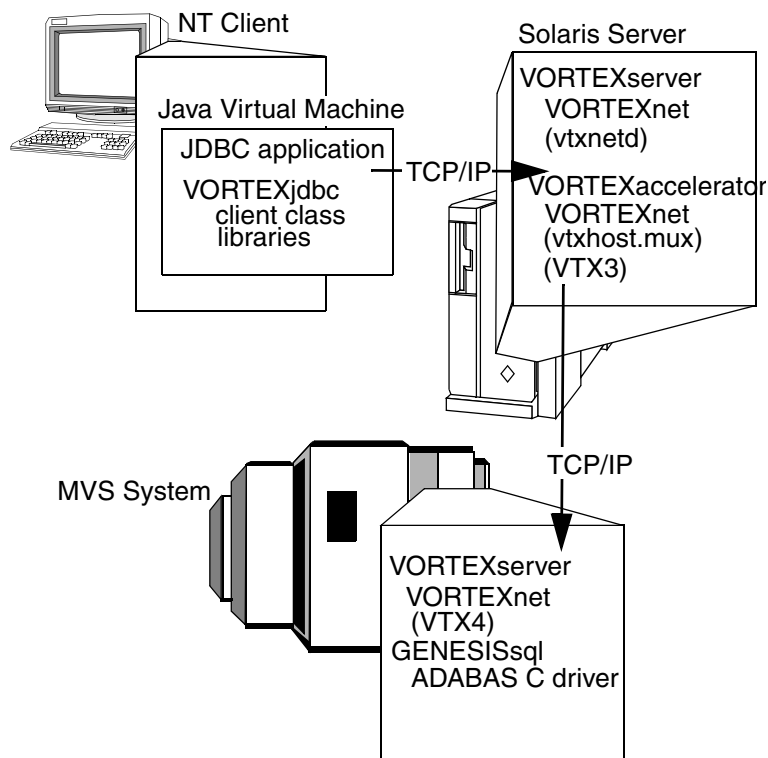 NT Client
Java Virtual Machine
JDBC application
VORTEXjdbc
client class
libraries
TCP/IP
Solaris Server
VORTEXserver
VORTEXnet
(vtxnetd)
VORTEXaccelerator
VORTEXnet
(vtxhost.mux)
(VTX3)
TCP/IP
MVS System
VORTEXserver
VORTEXnet
(VTX4)
GENESISsql
ADABAS C driver